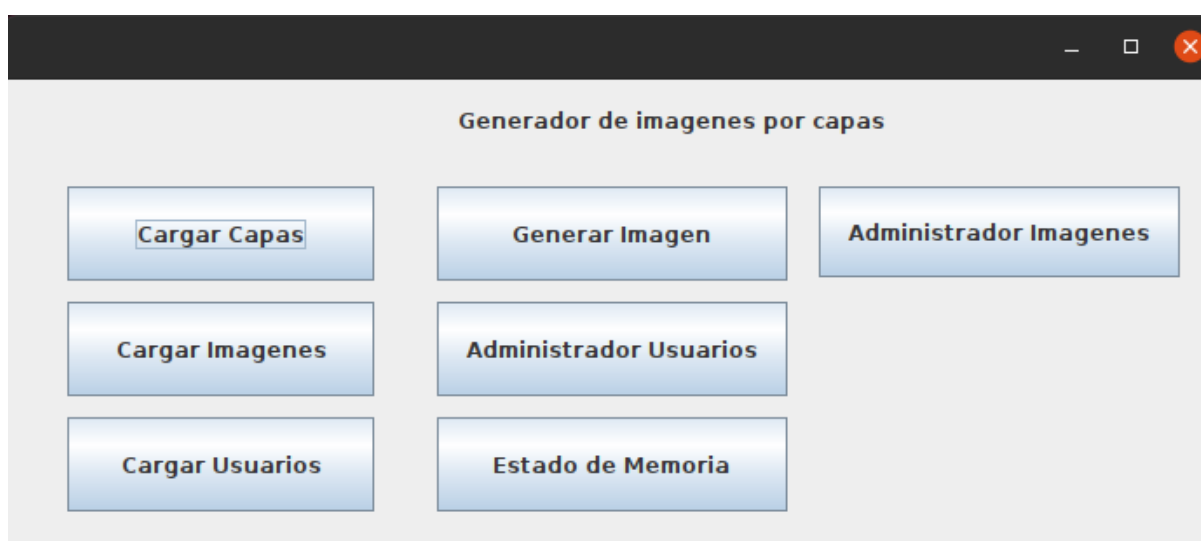 Generador de imagenes por capas
Cargar Capas
Generar Imagen
Administrador Imagenes
Cargar Imagenes
Administrador Usuarios
Cargar Usuarios
Estado de Memoria